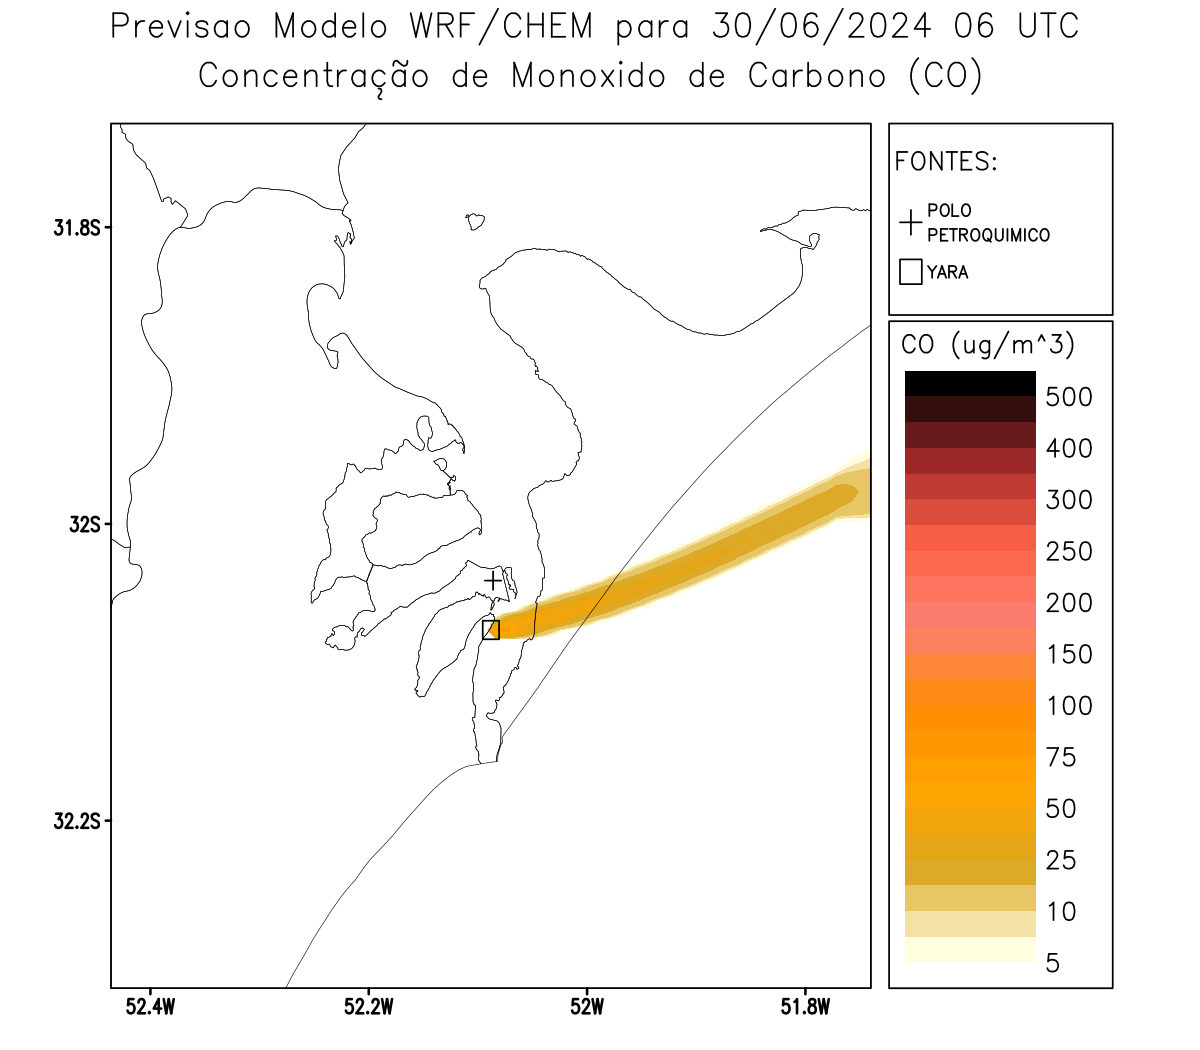 Previsao Modelo WRF/CHEM para 30/06/2024 06 UTC
Concentração de Monoxido de Carbono (CO)
FONTES:
POLO
PETROQUIMICO
YARA
CO (ug/m^3)
500
400
300
250
200
150
100
75
50
25
10
5
31.8S
32S
32.2S
52.4W
52.2W
52W
51.8W